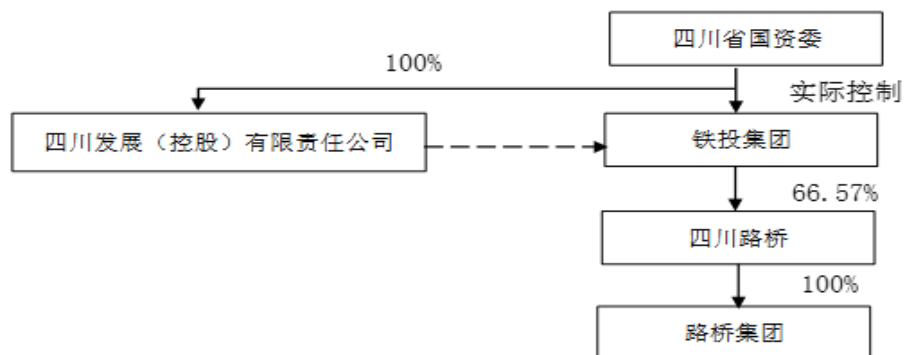 四川省国资委
100%
实际控制
四川发展（控股）有限责任公司
铁投集团
66.57%
四川路桥
100%
路桥集团